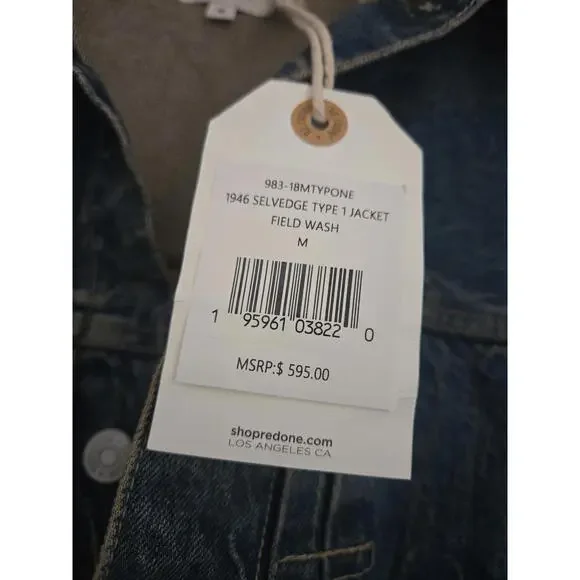 983-18MTYPONE
1946 SELVEDGE TYPE 1 JACKET
FIELD WASH
M
1 95961 03822 0
MSRP:$ 595.00
shopredone.com
LOS ANGELES CA